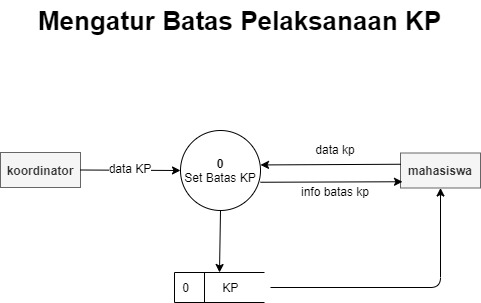 Mengatur Batas Pelaksanaan KP
data kp
0
koordinator
data KP
Set Batas KP
mahasiswa
info batas kp
0
KP